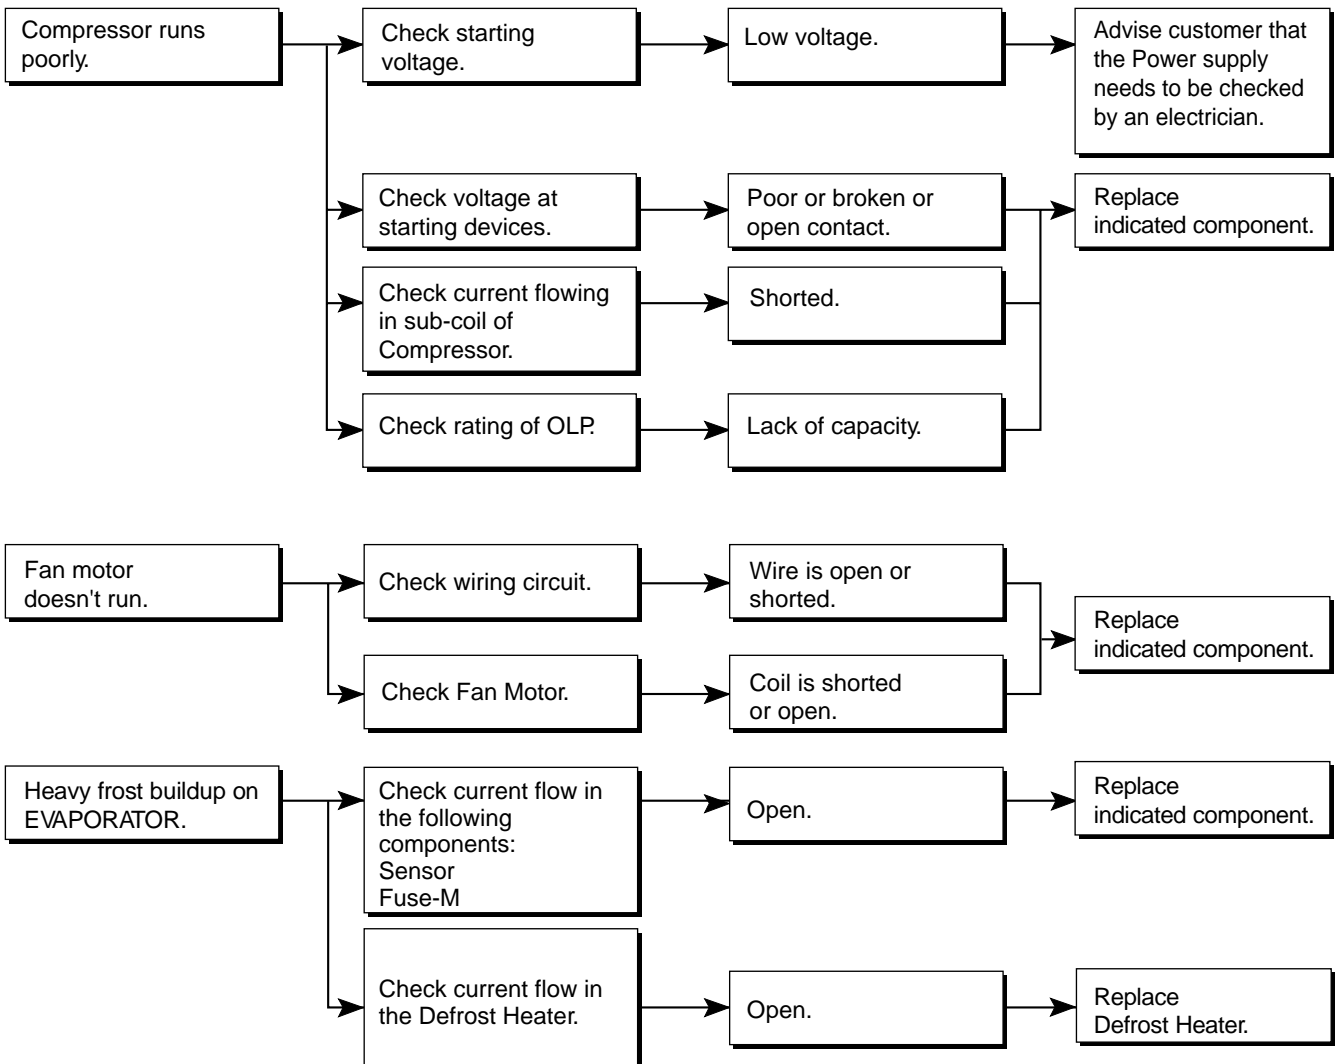 Compressor runs
poorly.
Check starting
voltage.
Low voltage.
Advise customer that
the Power supply
needs to be checked
by an electrician.
Check voltage at
starting devices.
Poor or broken or
open contact.
Replace
indicated component.
Check current flowing
in sub-coil of
Compressor.
Shorted.
Check rating of OLP.
Lack of capacity.
Fan motor
doesn't run.
Check wiring circuit.
Wire is open or
shorted.
Replace
indicated component.
Check Fan Motor.
Coil is shorted
or open.
Heavy frost buildup on
EVAPORATOR.
Check current flow in
the following
components:
Sensor
Fuse-M
Open.
Replace
indicated component.
Check current flow in
the Defrost Heater.
Open.
Replace
Defrost Heater.